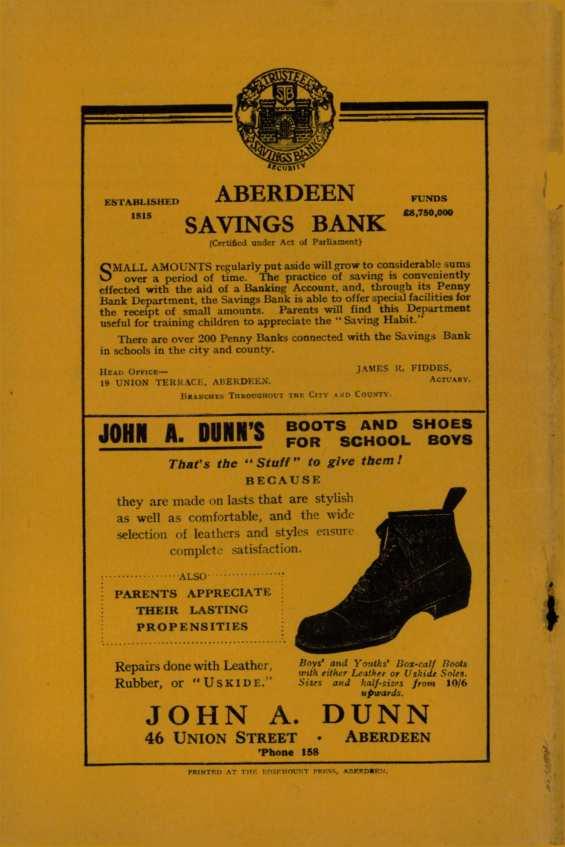 TRUSTEE
STB
SAVINGS BANK
SECURITY
ESTABLISHED
1815
ABERDEEN
SAVINGS BANK
(Certified under Act of Parliament)
FUNDS
£8,750,000
SMALL AMOUNTS regularly put aside will grow to considerable sums
over a period of time. The practice of saving is conveniently
effected with the aid of a Banking Account, and, through its Penny
Bank Department, the Savings Bank is able to offer special facilities for
the receipt of small amounts. Parents will find this Department
useful for training children to appreciate the "Saving Habit."
There are over 200 Penny Banks connected with the Savings Bank
in schools in the city and county.
HEAD OFFICE—
19 UNION TERRACE, ABERDEEN.
JAMES R. FIDDES,
ACTUARY.
BRANCHES THROUGHOUT THE CITY AND COUNTY.
JOHN A. DUNN'S BOOTS AND SHOES
FOR SCHOOL BOYS
That's the "Stuff" to give them!
BECAUSE
they are made on lasts that are stylish
as well as comfortable, and the wide
selection of leathers and styles ensure
complete satisfaction.
ALSO
PARENTS APPRECIATE
THEIR LASTING
PROPENSITIES
Repairs done with Leather,
Rubber, or "USKIDE."
Boys' and Youths' Box-calf Boots
with either Leather or Uskide Soles.
Sizes and half-sizes from 10/6
upwards.
JOHN A. DUNN
46 UNION STREET · ABERDEEN
'Phone 158
PRINTED AT THE ROSEMOUNT PRESS, ABERDEEN.